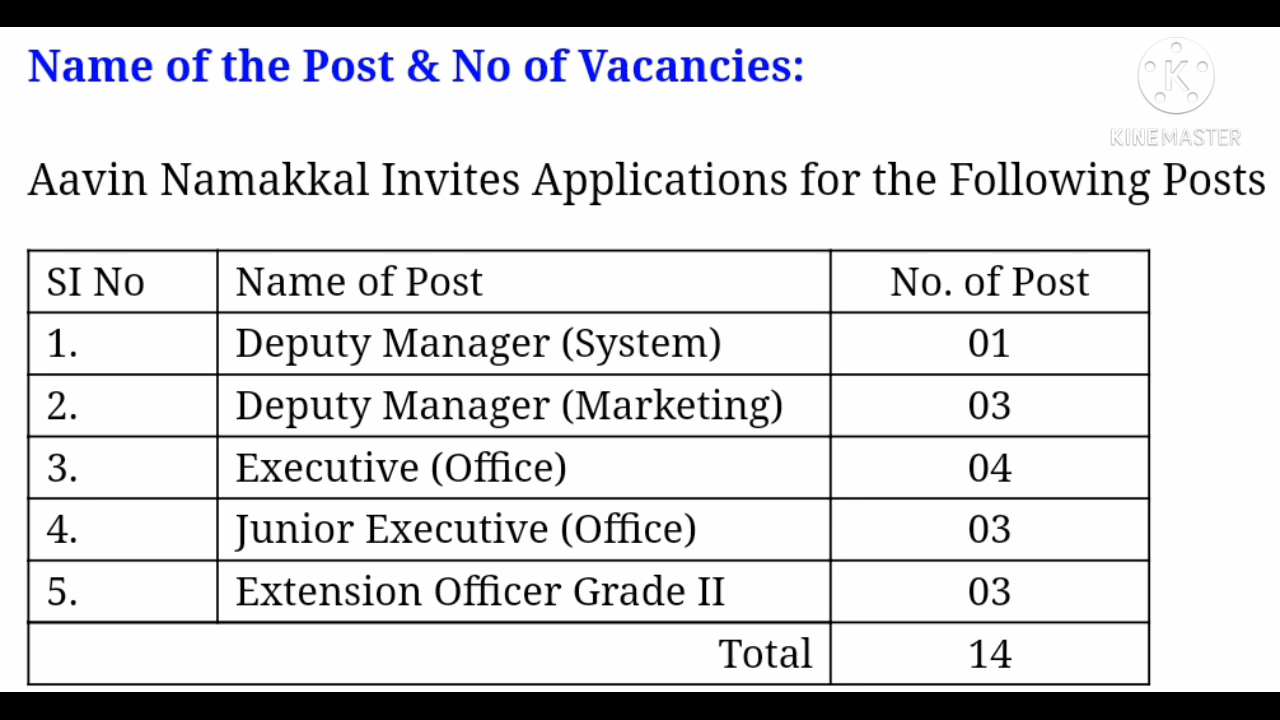 Name of the Post & No of Vacancies:
K
KINEMASTER
Aavin Namakkal Invites Applications for the Following Posts
SI No Name of Post No. of Post
1. Deputy Manager (System) 01
2. Deputy Manager (Marketing) 03
3. Executive (Office) 04
4. Junior Executive (Office) 03
5. Extension Officer Grade II 03
Total 14